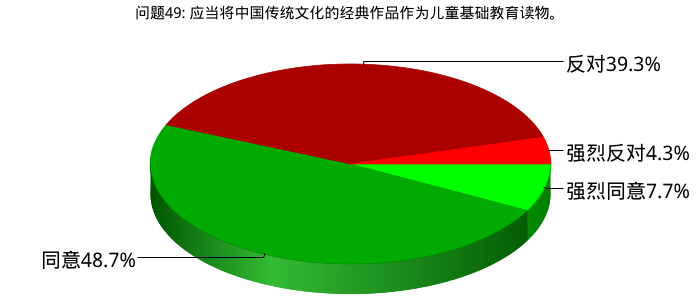 问题49: 应当将中国传统文化的经典作品作为儿童基础教育读物。
反对39.3%
强烈反对4.3%
强烈同意7.7%
同意48.7%